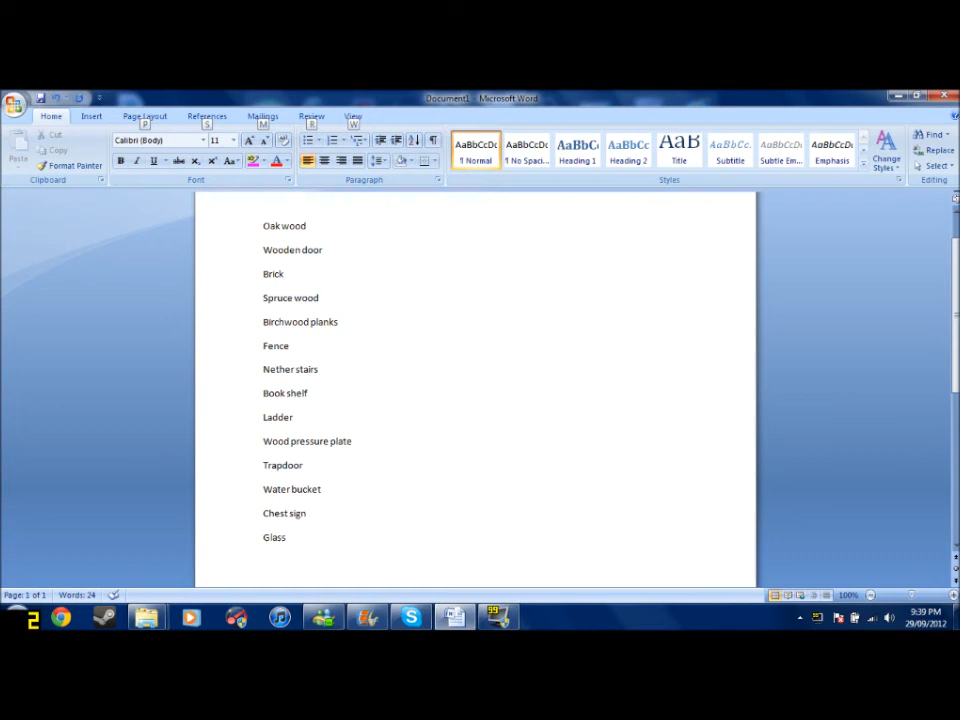 Document1 - Microsoft Word
Home Insert Page Layout References Mailings Review View
P S M R W
Paste
Cut
Copy
Format Painter
Clipboard
Calibri (Body) 11
Font
Paragraph
AaBbCcDc AaBbCcDc AaBbC AaBbCc AaB AaBbCc. AaBbCcDc AaBbCcDc
¶ Normal ¶ No Spaci... Heading 1 Heading 2 Title Subtitle Subtle Em... Emphasis
Change
Styles
Styles
Find
Replace
Select
Editing
Oak wood
Wooden door
Brick
Spruce wood
Birchwood planks
Fence
Nether stairs
Book shelf
Ladder
Wood pressure plate
Trapdoor
Water bucket
Chest sign
Glass
Page: 1 of 1 Words: 24
100%
2
99
9:39 PM
29/09/2012